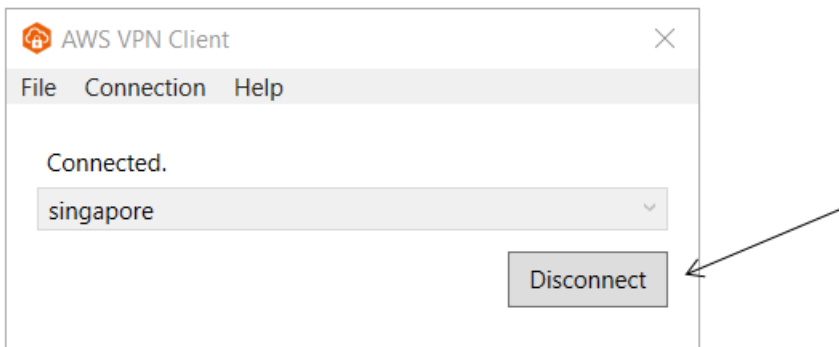 AWS VPN Client
File Connection Help
Connected.
singapore
Disconnect